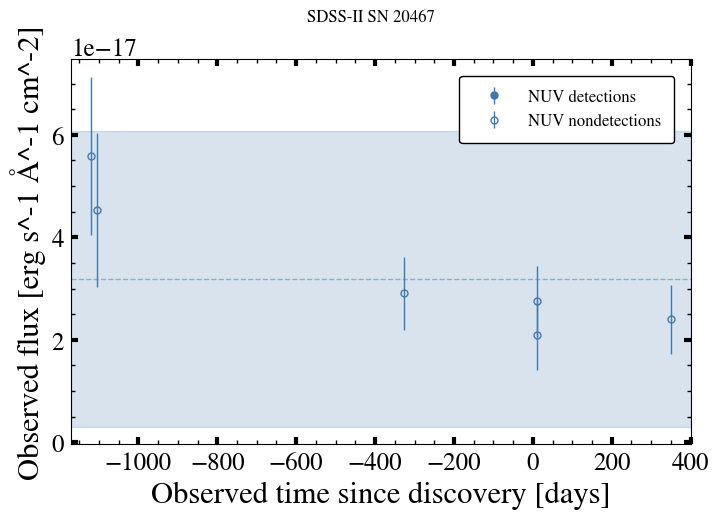 SDSS-II SN 20467
1e−17
Observed flux [erg s^-1 Å^-1 cm^-2]
NUV detections
NUV nondetections
6
4
2
0
−1000 −800 −600 −400 −200 0 200 400
Observed time since discovery [days]